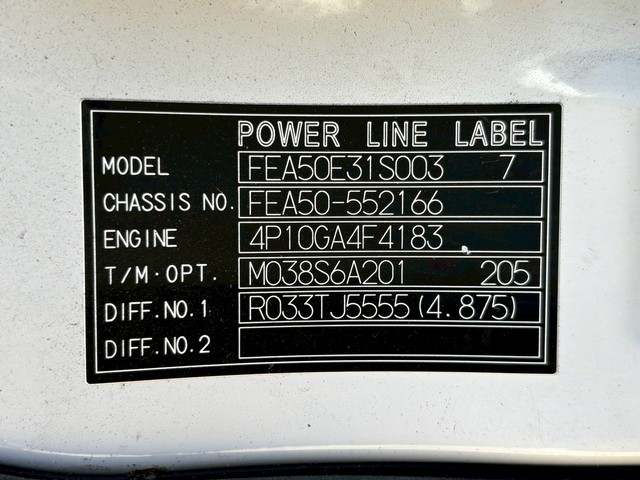 POWER LINE LABEL
MODEL FEA50E31S003 7
CHASSIS NO. FEA50-552166
ENGINE 4P10GA4F4183
T/M·OPT. M038S6A201 205
DIFF.NO.1 R033TJ5555(4.875)
DIFF.NO.2